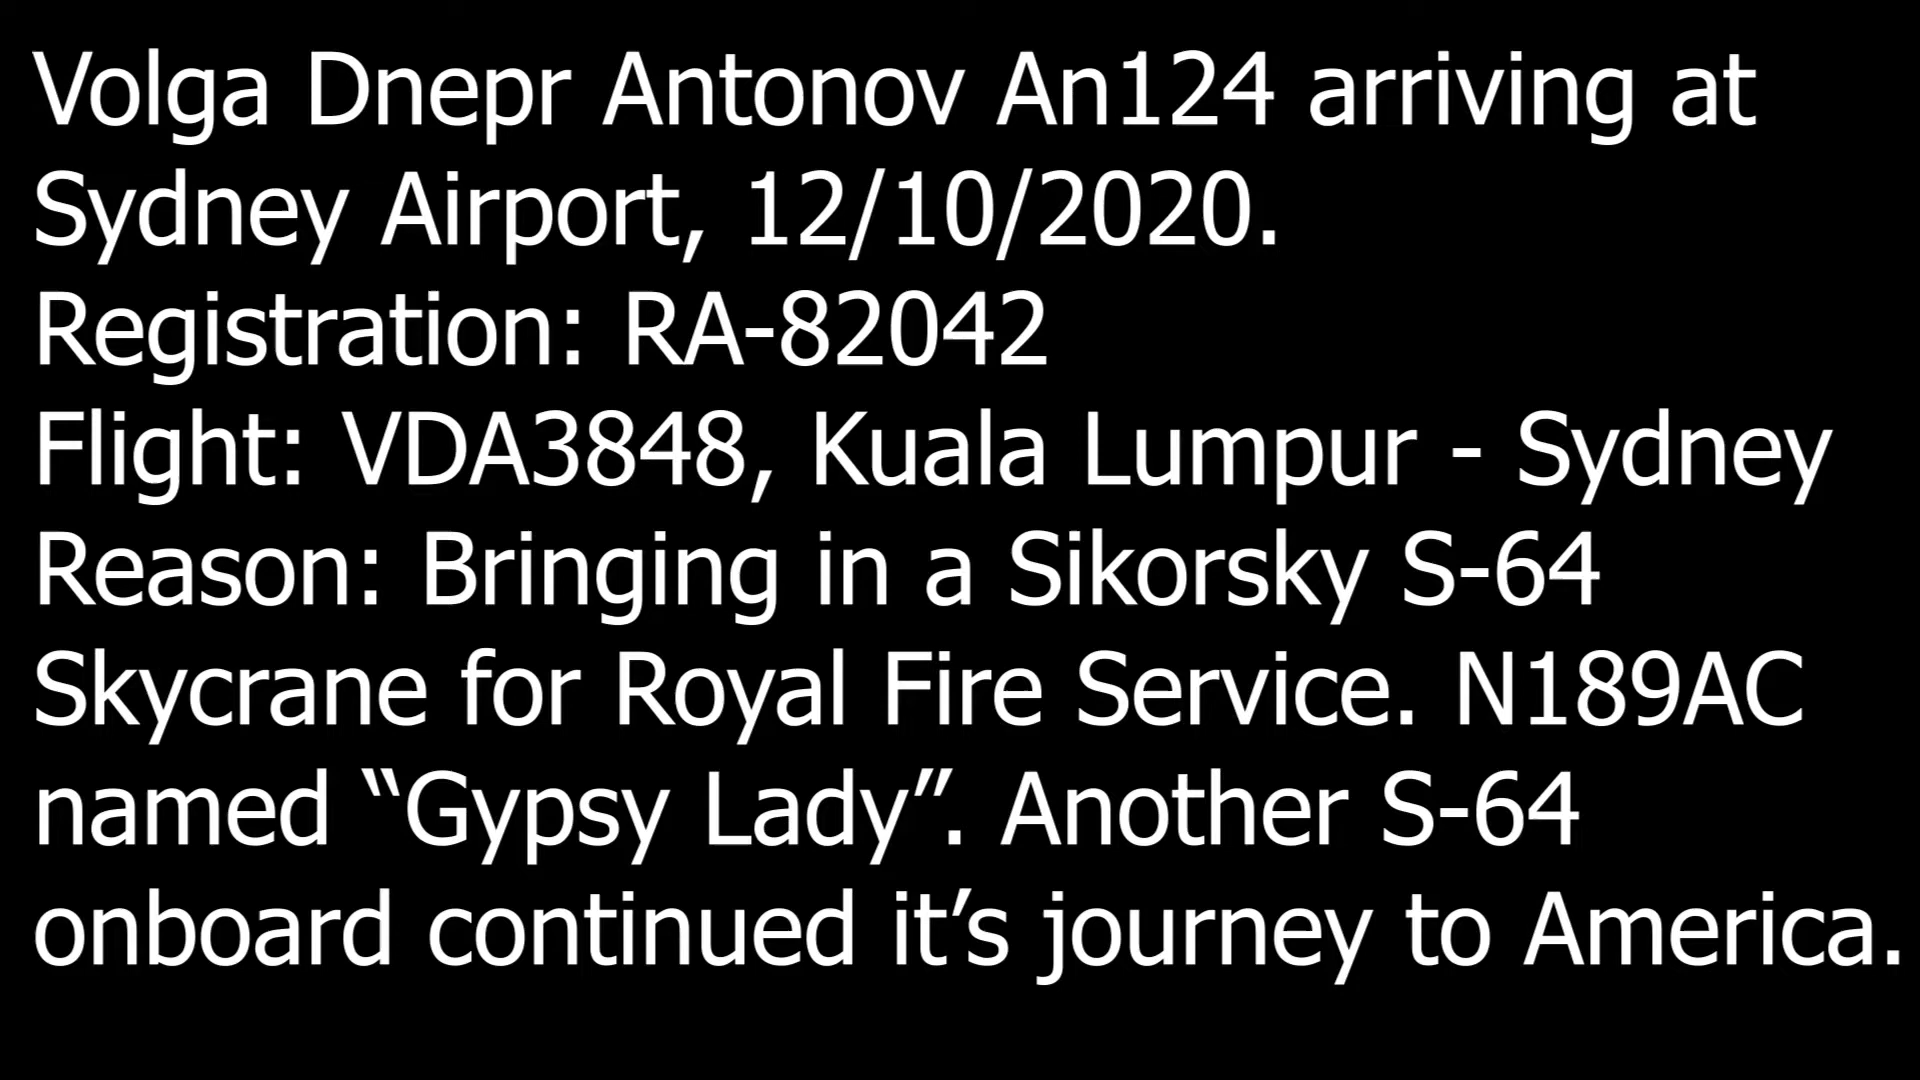 Volga Dnepr Antonov An124 arriving at
Sydney Airport, 12/10/2020.
Registration: RA-82042
Flight: VDA3848, Kuala Lumpur - Sydney
Reason: Bringing in a Sikorsky S-64
Skycrane for Royal Fire Service. N189AC
named “Gypsy Lady”. Another S-64
onboard continued it’s journey to America.